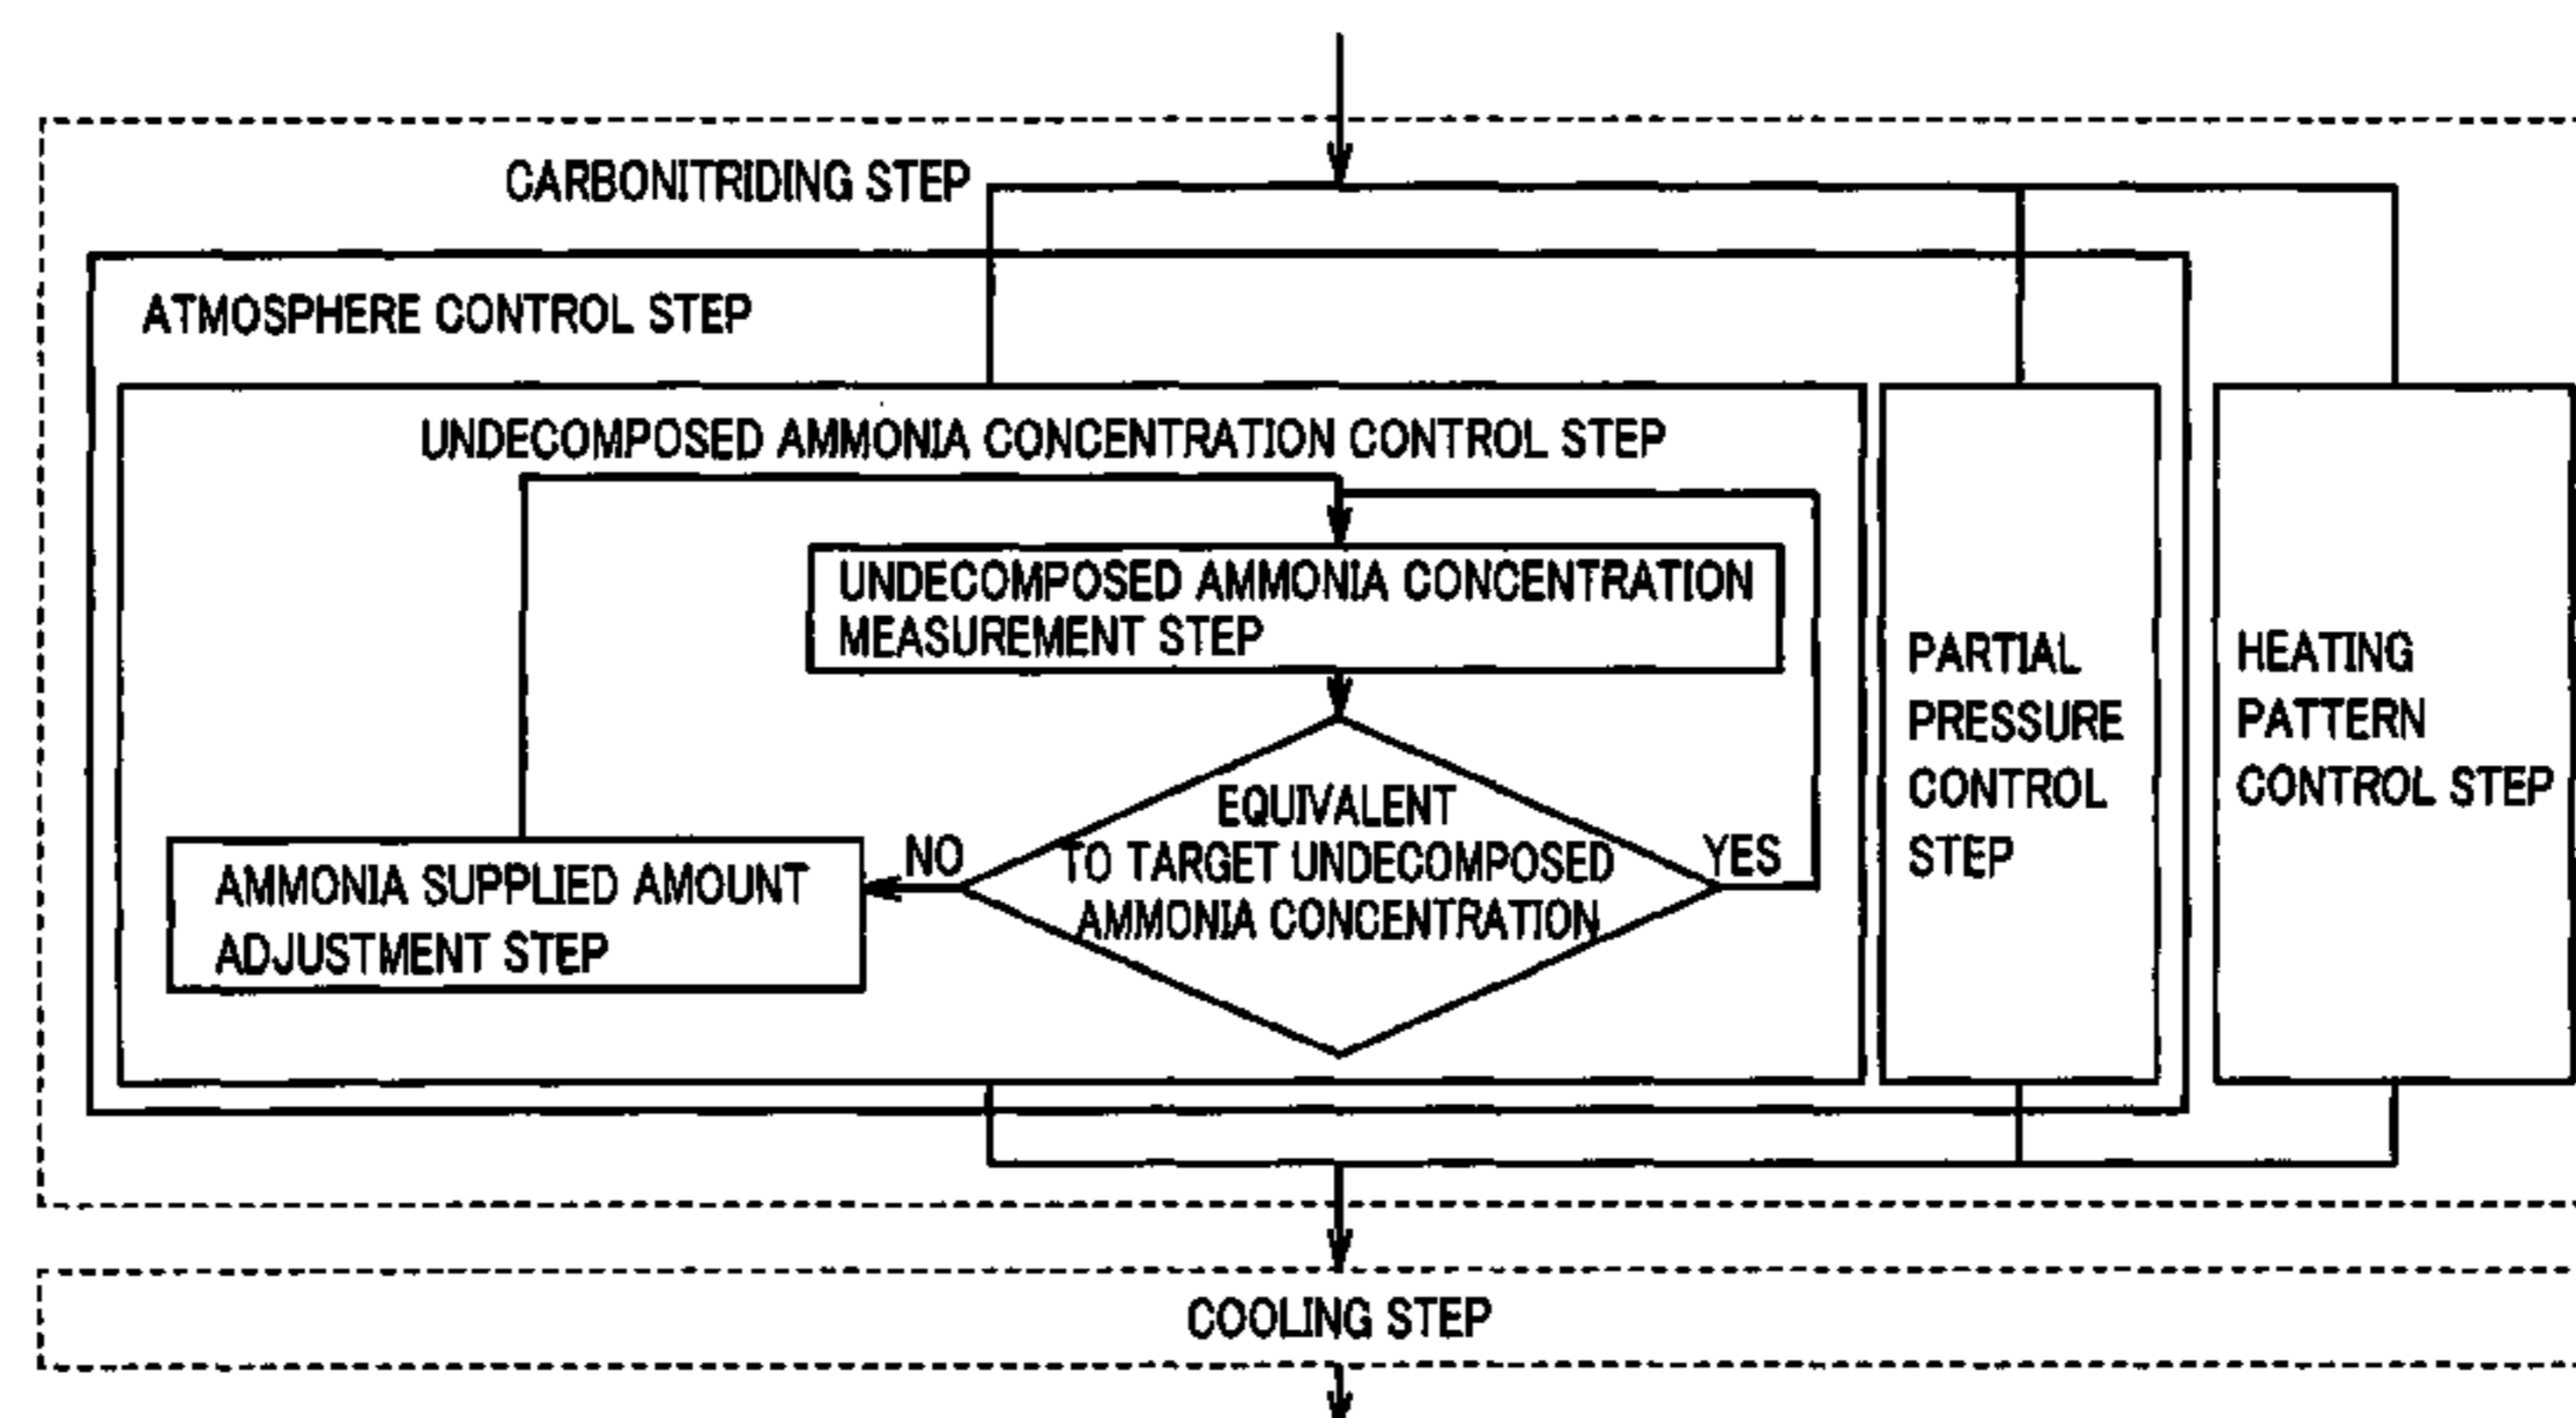 CARBONITRIDING STEP
ATMOSPHERE CONTROL STEP
UNDECOMPOSED AMMONIA CONCENTRATION CONTROL STEP
UNDECOMPOSED AMMONIA CONCENTRATION
MEASUREMENT STEP
EQUIVALENT
TO TARGET UNDECOMPOSED
AMMONIA CONCENTRATION
NO
YES
AMMONIA SUPPLIED AMOUNT
ADJUSTMENT STEP
PARTIAL
PRESSURE
CONTROL
STEP
HEATING
PATTERN
CONTROL STEP
COOLING STEP